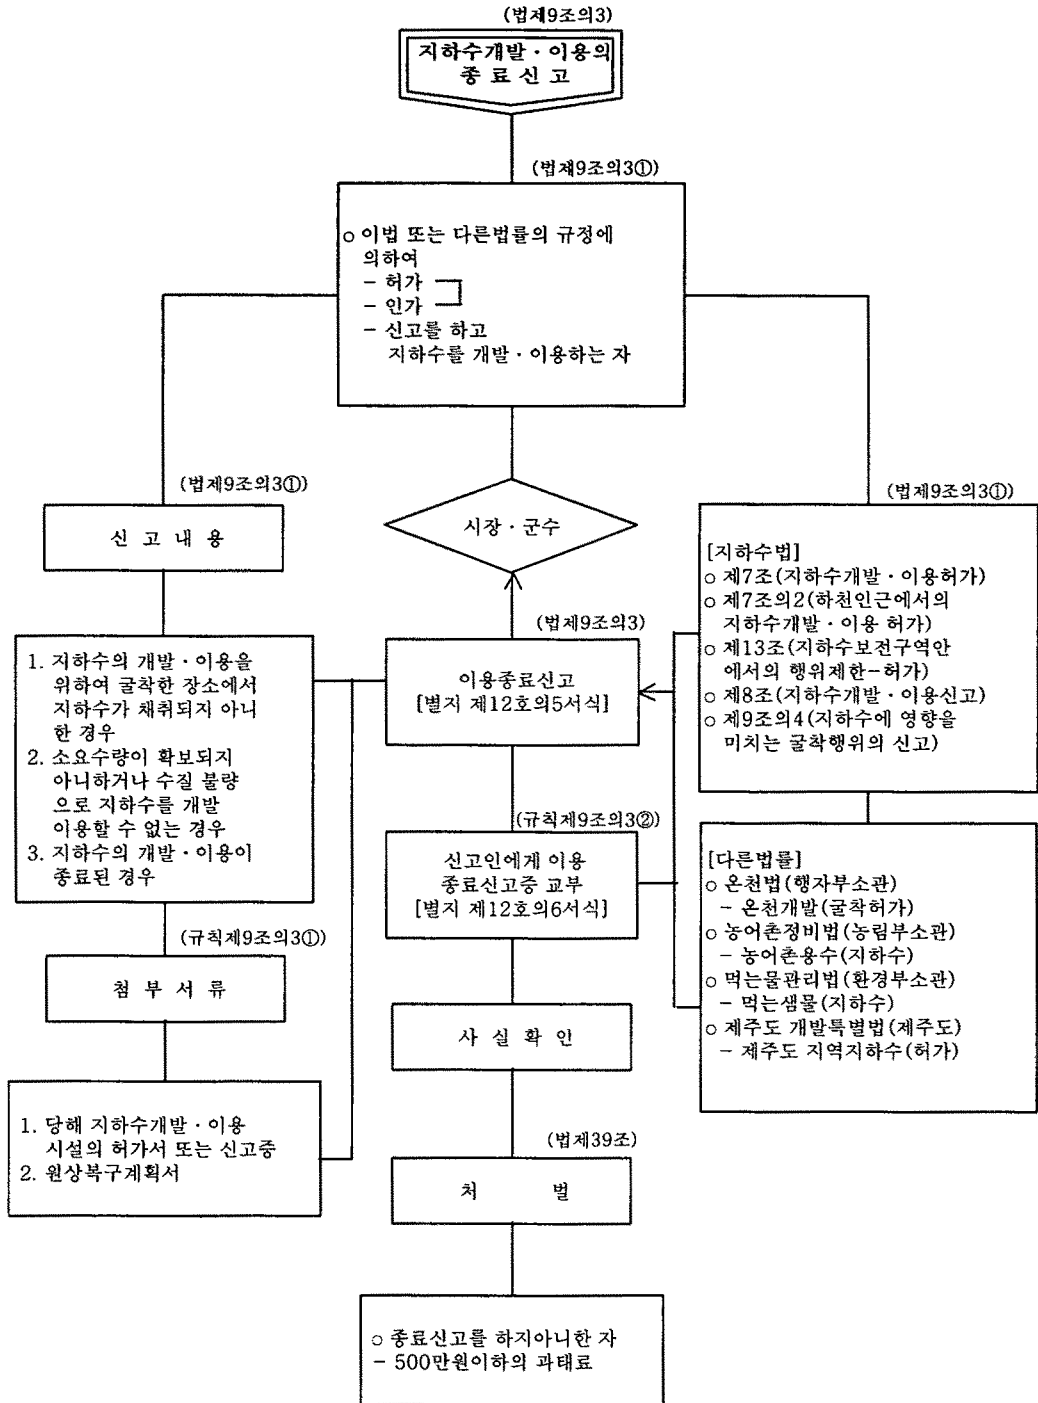 (법제9조의3)
지하수개발·이용의
종 료 신 고
(법제9조의3①)
○ 이법 또는 다른법률의 규정에
의하여
- 허가
- 인가
- 신고를 하고
지하수를 개발·이용하는 자
(법제9조의3①)
신 고 내 용
시장·군수
(법제9조의3①)
[지하수법]
○ 제7조(지하수개발·이용허가)
○ 제7조의2(하천인근에서의
지하수개발·이용 허가)
○ 제13조(지하수보전구역안
에서의 행위제한-허가)
○ 제8조(지하수개발·이용신고)
○ 제9조의4(지하수에 영향을
미치는 굴착행위의 신고)
(법제9조의3)
이용종료신고
[별지 제12호의5서식]
1. 지하수의 개발·이용을
위하여 굴착한 장소에서
지하수가 채취되지 아니
한 경우
2. 소요수량이 확보되지
아니하거나 수질 불량
으로 지하수를 개발
이용할 수 없는 경우
3. 지하수의 개발·이용이
종료된 경우
(규칙제9조의3②)
신고인에게 이용
종료신고증 교부
[별지 제12호의6서식]
[다른법률]
○ 온천법(행자부소관)
- 온천개발(굴착허가)
○ 농어촌정비법(농림부소관)
- 농어촌용수(지하수)
○ 먹는물관리법(환경부소관)
- 먹는샘물(지하수)
○ 제주도 개발특별법(제주도)
- 제주도 지역지하수(허가)
(규칙제9조의3①)
첨 부 서 류
사 실 확 인
1. 당해 지하수개발·이용
시설의 허가서 또는 신고증
2. 원상복구계획서
(법제39조)
처 벌
○ 종료신고를 하지아니한 자
- 500만원이하의 과태료